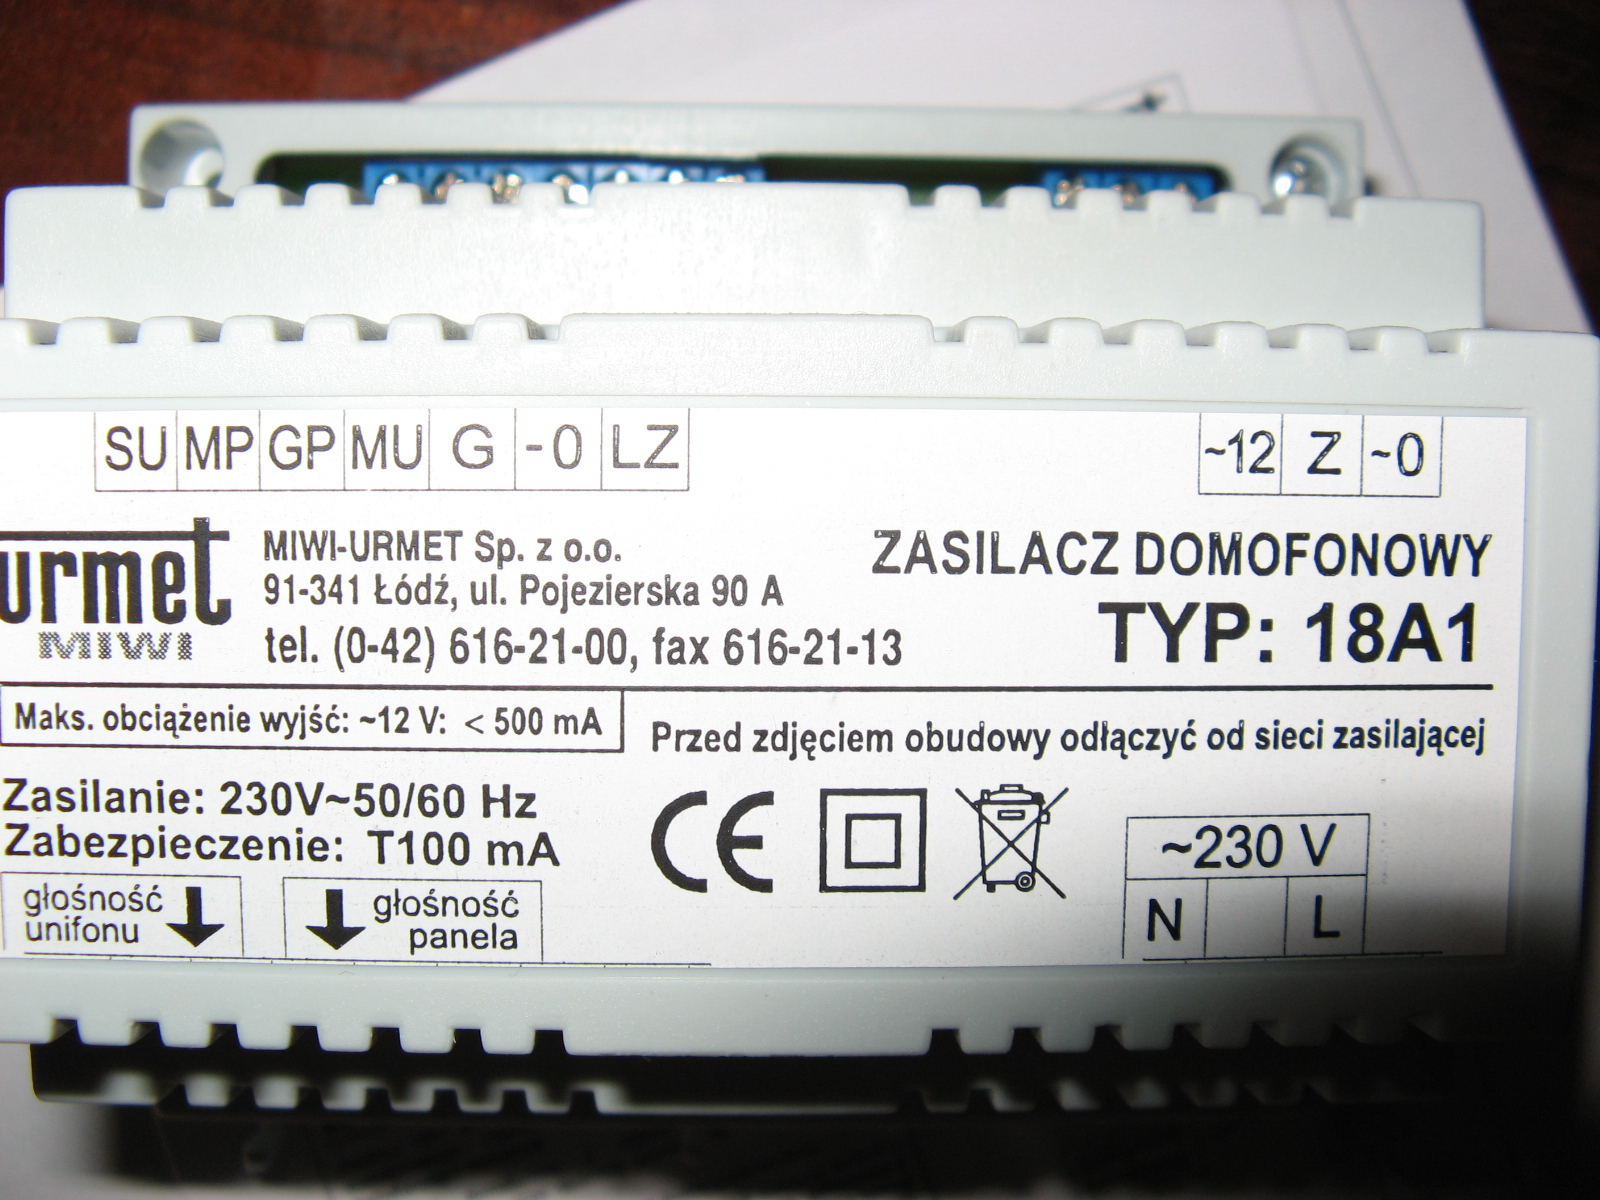 SU MP GP MU G -0 LZ
~12 Z ~0
urmet
MIWI
MIWI-URMET Sp. z o.o.
91-341 Łódź, ul. Pojezierska 90 A
tel. (0-42) 616-21-00, fax 616-21-13
ZASILACZ DOMOFONOWY
TYP: 18A1
Maks. obciążenie wyjść: ~12 V: < 500 mA
Przed zdjęciem obudowy odłączyć od sieci zasilającej
Zasilanie: 230V~50/60 Hz
Zabezpieczenie: T100 mA
CE
głośność
unifonu
głośność
panela
~230 V
N L